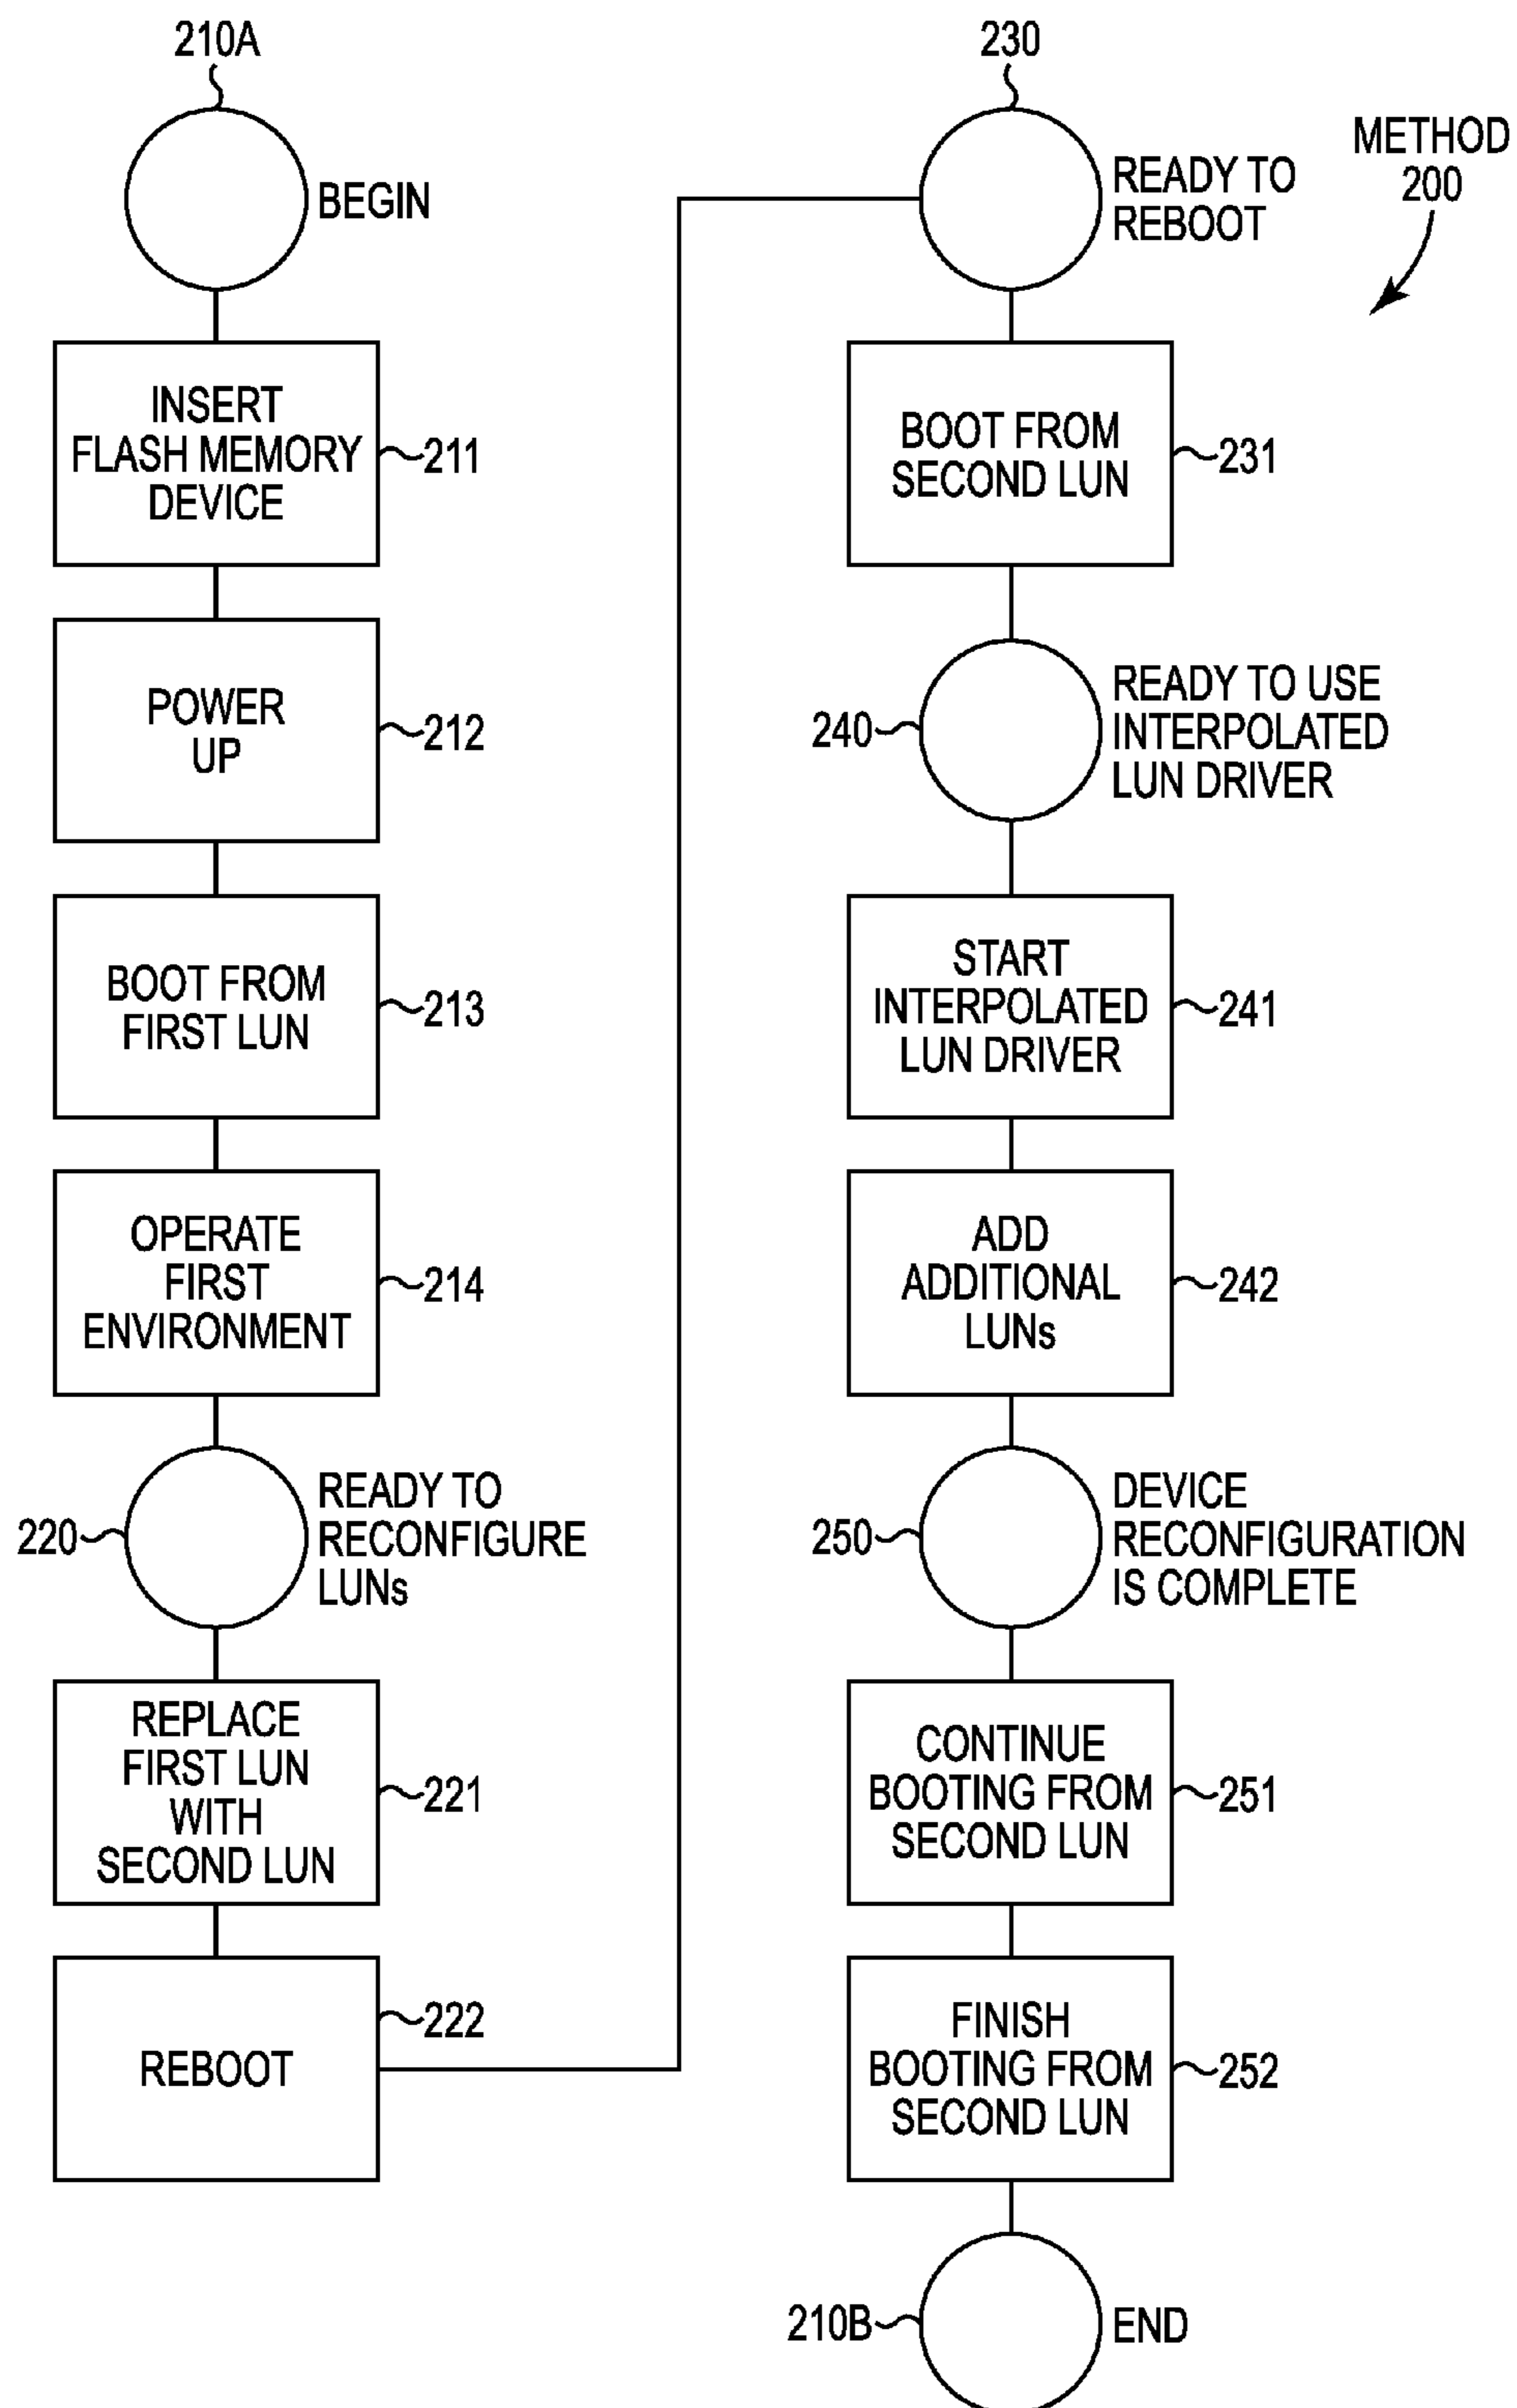 210A
BEGIN
INSERT
FLASH MEMORY
DEVICE
211
POWER
UP
212
BOOT FROM
FIRST LUN
213
OPERATE
FIRST
ENVIRONMENT
214
220
READY TO
RECONFIGURE
LUNs
REPLACE
FIRST LUN
WITH
SECOND LUN
221
REBOOT
222
230
READY TO
REBOOT
METHOD
200
BOOT FROM
SECOND LUN
231
240
READY TO USE
INTERPOLATED
LUN DRIVER
START
INTERPOLATED
LUN DRIVER
241
ADD
ADDITIONAL
LUNs
242
250
DEVICE
RECONFIGURATION
IS COMPLETE
CONTINUE
BOOTING FROM
SECOND LUN
251
FINISH
BOOTING FROM
SECOND LUN
252
210B
END